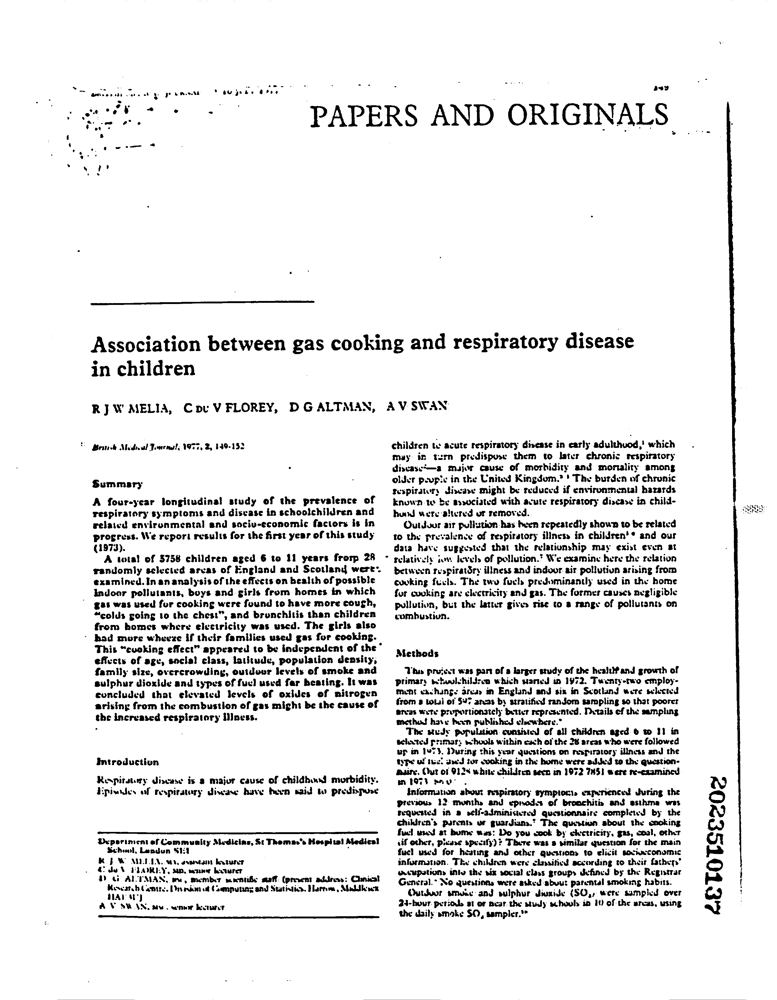 149
PAPERS AND ORIGINALS
Association between gas cooking and respiratory disease
in children
R J W MELIA, C DU V FLOREY, D G ALTMAN, A V SWAN
British Medical Journal, 1977, 2, 149-152
Summary
A four-year longitudinal study of the prevalence of
respiratory symptoms and disease in schoolchildren and
related environmental and socio-economic factors is in
progress. We report results for the first year of this study
(1973).
A total of 5758 children aged 6 to 11 years from 28
randomly selected areas of England and Scotland were
examined. In an analysis of the effects on health of possible
indoor pollutants, boys and girls from homes in which
gas was used for cooking were found to have more cough,
"colds going to the chest", and bronchitis than children
from homes where electricity was used. The girls also
had more wheeze if their families used gas for cooking.
This "cooking effect" appeared to be independent of the
effects of age, social class, latitude, population density,
family size, overcrowding, outdoor levels of smoke and
sulphur dioxide and types of fuel used for heating. It was
concluded that elevated levels of oxides of nitrogen
arising from the combustion of gas might be the cause of
the increased respiratory illness.
Introduction
Respiratory disease is a major cause of childhood morbidity.
Episodes of respiratory disease have been said to predispose
Department of Community Medicine, St Thomas's Hospital Medical
School, London SE1
R J W MELIA, MA, assistant lecturer
C du V FLOREY, MD, senior lecturer
D G ALTMAN, BSC, member scientific staff (present address: Clinical
Research Centre, Division of Computing and Statistics, Harrow, Middlesex
HA1
A V SWAN, MSC, senior lecturer
children to acute respiratory disease in early adulthood, which
may in turn predispose them to later chronic respiratory
disease—a major cause of morbidity and mortality among
older people in the United Kingdom. The burden of chronic
respiratory disease might be reduced if environmental hazards
known to be associated with acute respiratory disease in child-
hood were altered or removed.
Outdoor air pollution has been repeatedly shown to be related
to the prevalence of respiratory illness in children and our
data have suggested that the relationship may exist even at
relatively low levels of pollution. We examine here the relation
between respiratory illness and indoor air pollution arising from
cooking fuels. The two fuels predominantly used in the home
for cooking are electricity and gas. The former causes negligible
pollution, but the latter gives rise to a range of pollutants on
combustion.
Methods
This project was part of a larger study of the health and growth of
primary schoolchildren which started in 1972. Twenty-two employ-
ment exchange areas in England and six in Scotland were selected
from a total of 597 areas by stratified random sampling so that poorer
areas were proportionately better represented. Details of the sampling
method have been published elsewhere.
The study population consisted of all children aged 6 to 11 in
selected primary schools within each of the 28 areas who were followed
up in 1973. During this year questions on respiratory illness and the
type of fuel used for cooking in the home were added to the question-
naire. Out of 9124 white children seen in 1972 7851 were re-examined
in 1973
Information about respiratory symptoms experienced during the
previous 12 months and episodes of bronchitis and asthma was
requested in a self-administered questionnaire completed by the
children's parents or guardians. The question about the cooking
fuel used at home was: Do you cook by electricity, gas, coal, other
(if other, please specify)? There was a similar question for the main
fuel used for heating and other questions to elicit socioeconomic
information. The children were classified according to their fathers'
occupations into the six social class groups defined by the Registrar
General. No questions were asked about parental smoking habits.
Outdoor smoke and sulphur dioxide (SO₂) were sampled over
24-hour periods at or near the study schools in 10 of the areas, using
the daily smoke SO₂ sampler.
2023510137